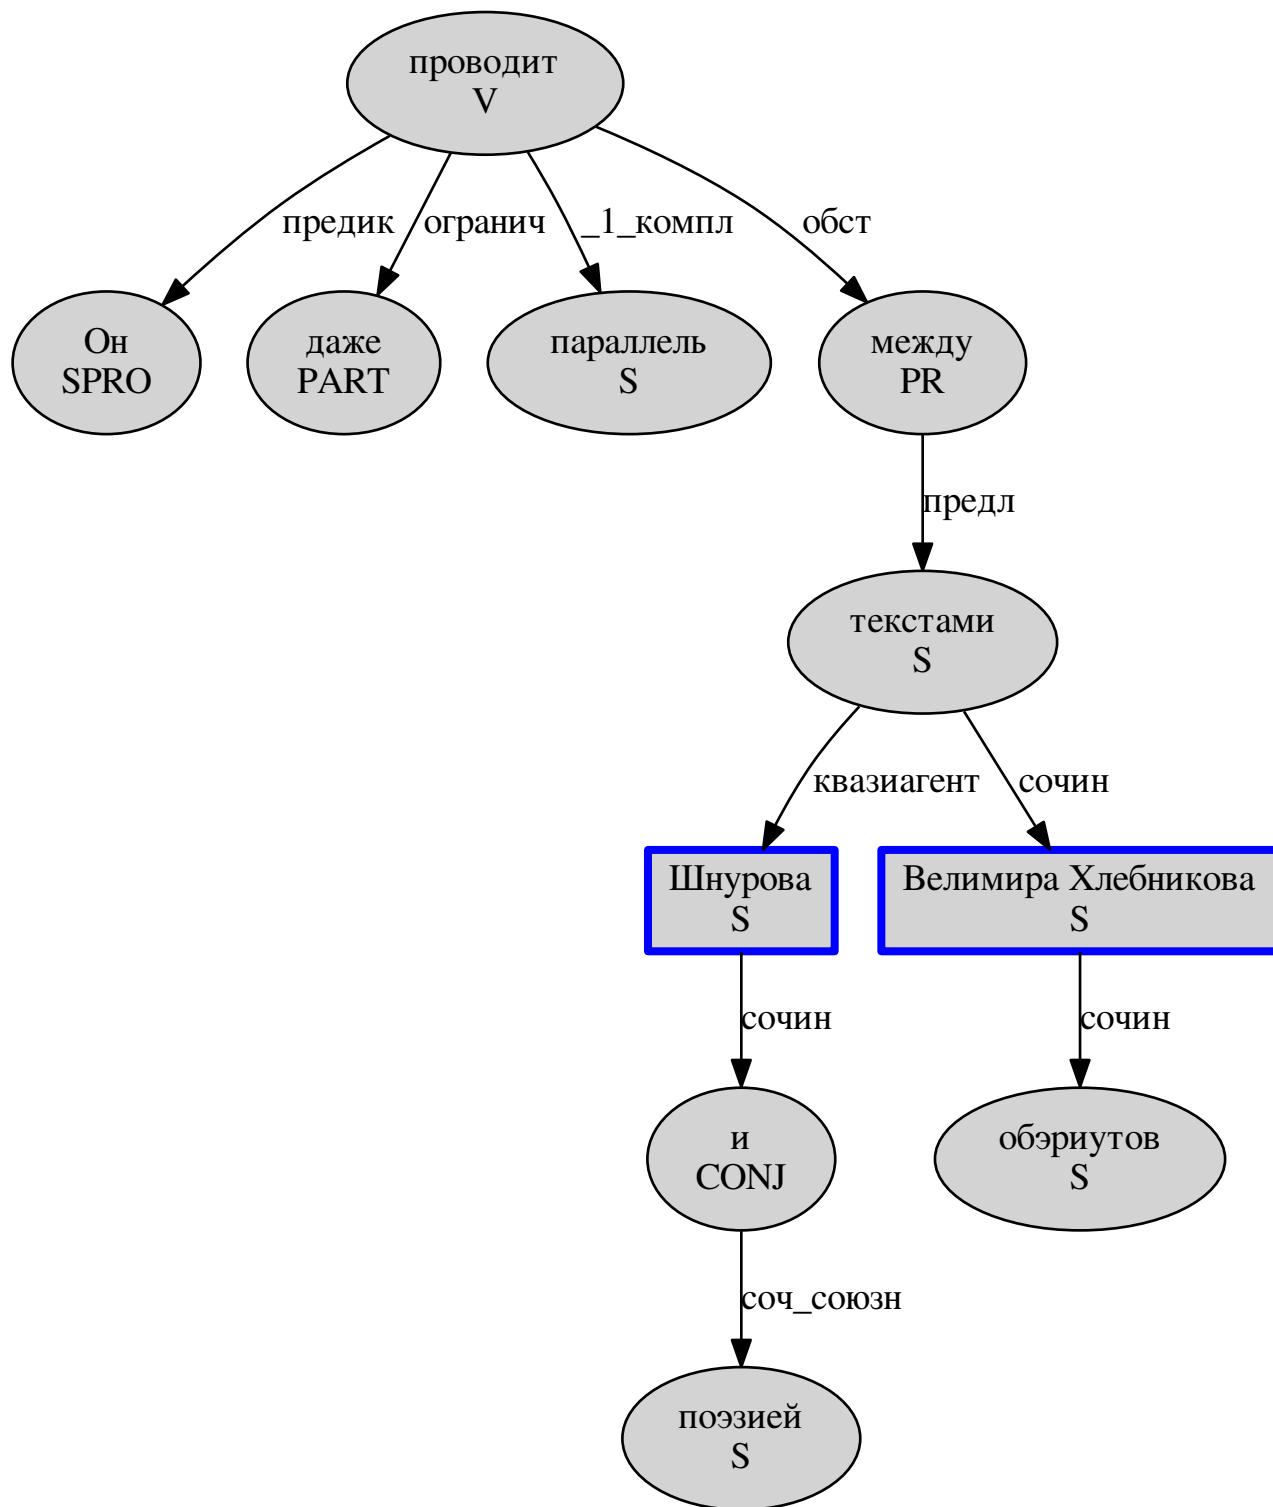 проводит
V
предик
огранич
_1_компл
обст
Он
SPRO
даже
PART
параллель
S
между
PR
предл
текстами
S
квазиагент
сочин
Шнурова
S
Велимира Хлебникова
S
сочин
сочин
и
CONJ
обэриутов
S
соч_союзн
поэзией
S